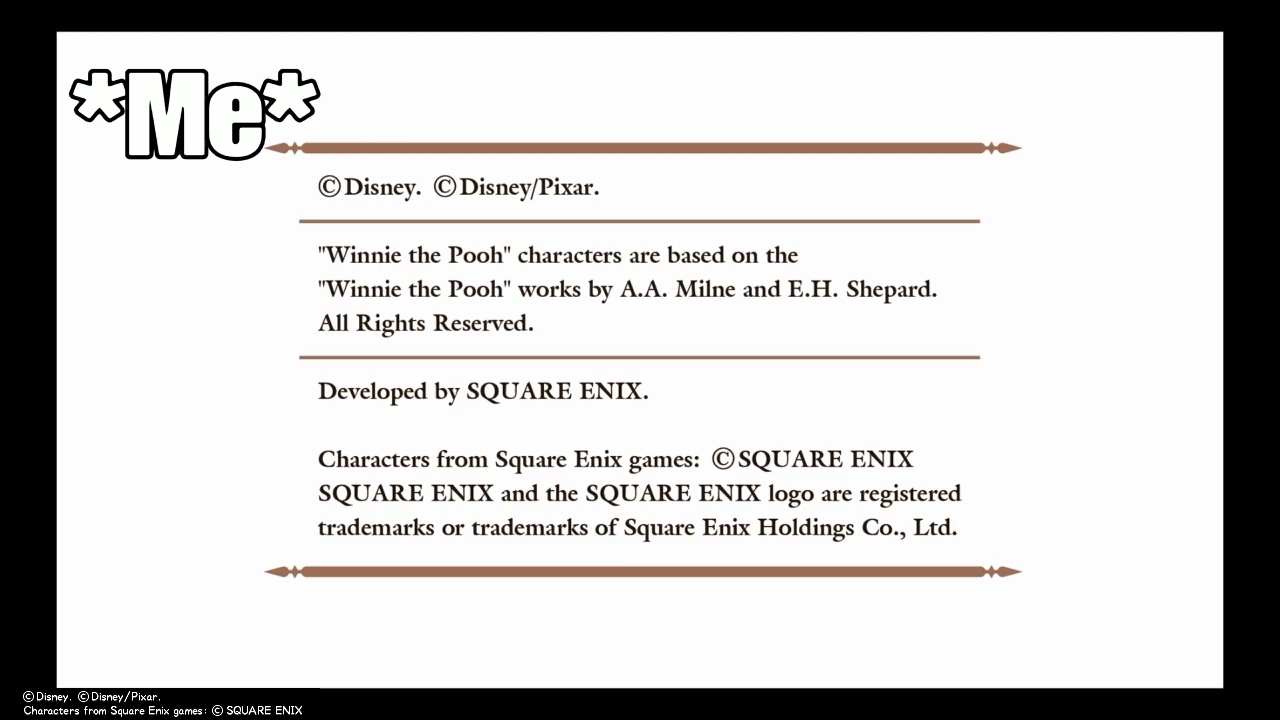 *Me*
©Disney. ©Disney/Pixar.
"Winnie the Pooh" characters are based on the
"Winnie the Pooh" works by A.A. Milne and E.H. Shepard.
All Rights Reserved.
Developed by SQUARE ENIX.
Characters from Square Enix games: ©SQUARE ENIX
SQUARE ENIX and the SQUARE ENIX logo are registered
trademarks or trademarks of Square Enix Holdings Co., Ltd.
©Disney. ©Disney/Pixar.
Characters from Square Enix games: © SQUARE ENIX